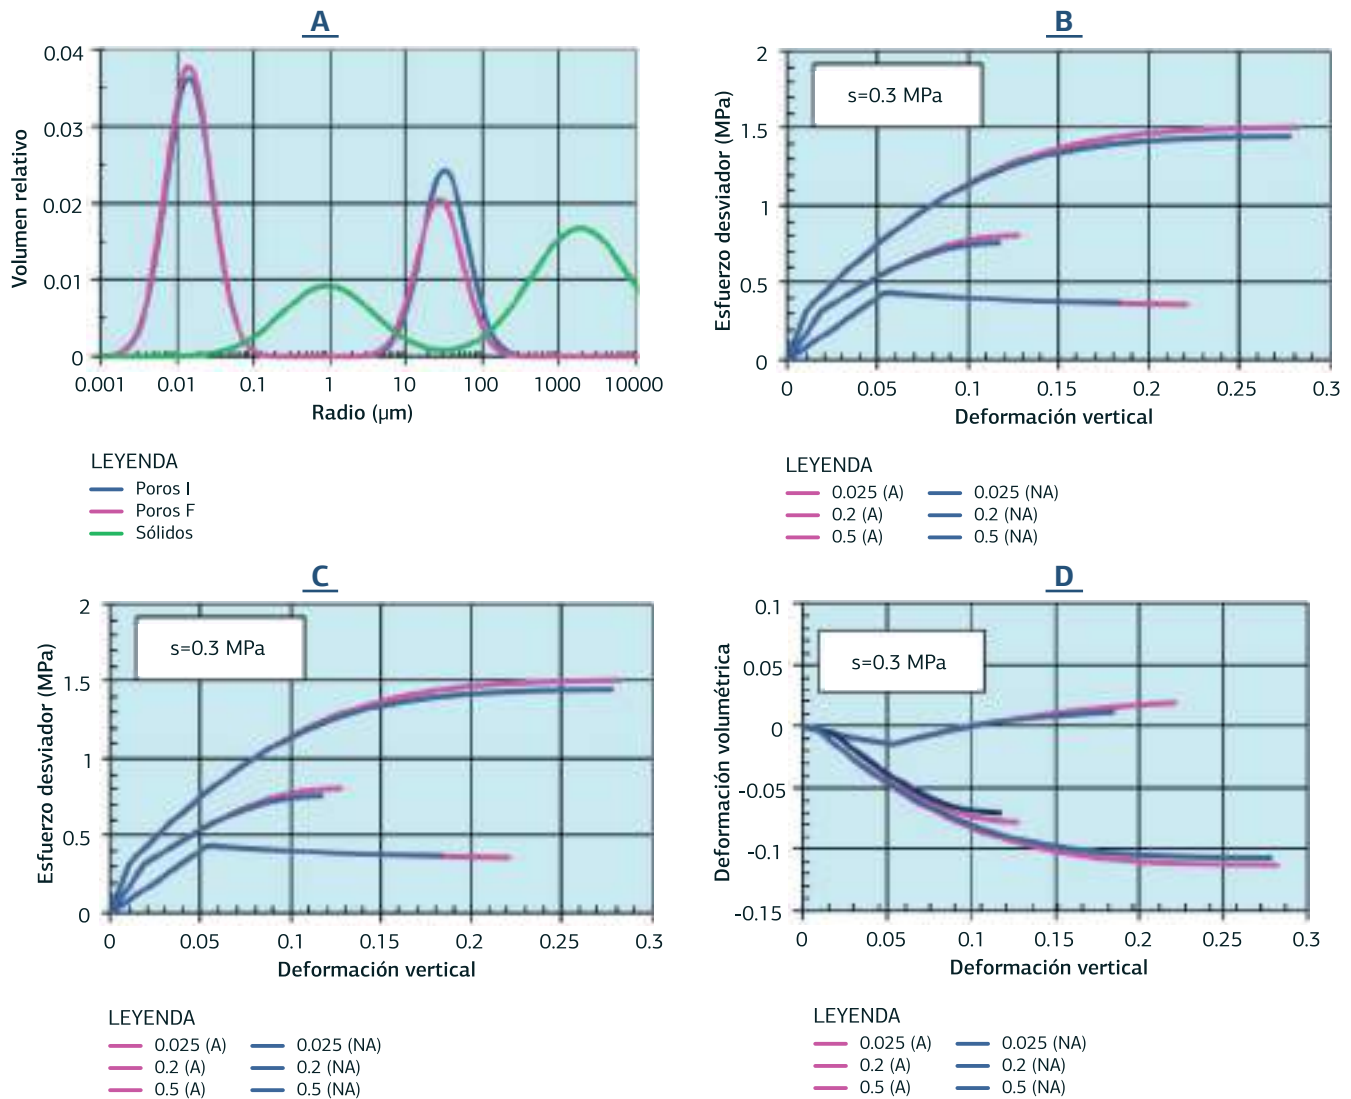 A
Volumen relativo
0.04
0.03
0.02
0.01
0
0.001 0.01 0.1 1 10 100 1000 10000
Radio (μm)
LEYENDA
Poros I
Poros F
Sólidos
B
Esfuerzo desviador (MPa)
s=0.3 MPa
2
1.5
1
0.5
0
0 0.05 0.1 0.15 0.2 0.25 0.3
Deformación vertical
LEYENDA
0.025 (A) 0.025 (NA)
0.2 (A) 0.2 (NA)
0.5 (A) 0.5 (NA)
C
Esfuerzo desviador (MPa)
s=0.3 MPa
2
1.5
1
0.5
0
0 0.05 0.1 0.15 0.2 0.25 0.3
Deformación vertical
LEYENDA
0.025 (A) 0.025 (NA)
0.2 (A) 0.2 (NA)
0.5 (A) 0.5 (NA)
D
Deformación volumétrica
s=0.3 MPa
0.1
0.05
0
-0.05
-0.1
-0.15
0 0.05 0.1 0.15 0.2 0.25 0.3
Deformación vertical
LEYENDA
0.025 (A) 0.025 (NA)
0.2 (A) 0.2 (NA)
0.5 (A) 0.5 (NA)